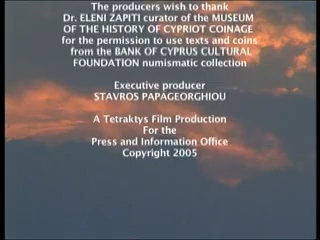 The producers wish to thank
Dr. ELENI ZAPITI curator of the MUSEUM
OF THE HISTORY OF CYPRIOT COINAGE
for the permission to use texts and coins
from the BANK OF CYPRUS CULTURAL
FOUNDATION numismatic collection
Executive producer
STAVROS PAPAGEORGHIOU
A Tetraktys Film Production
For the
Press and Information Office
Copyright 2005